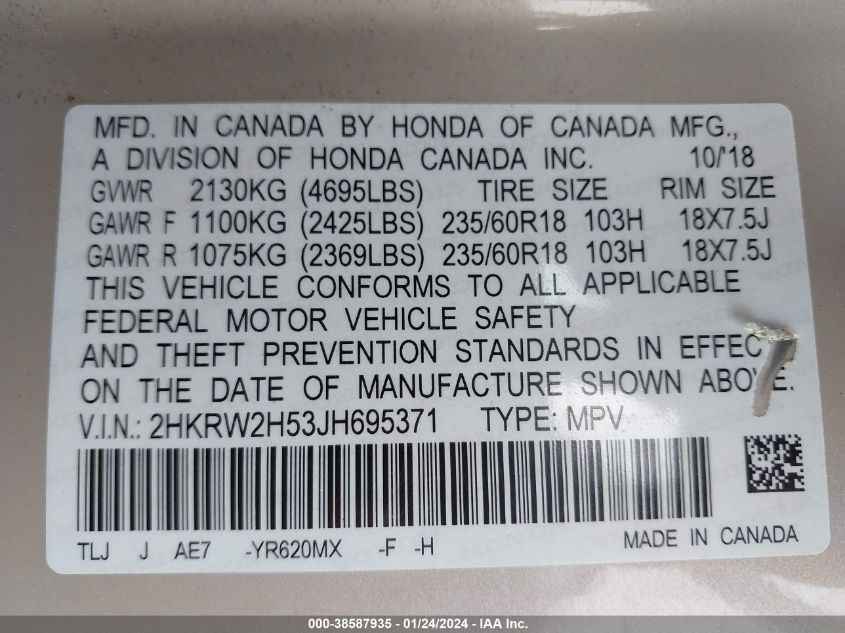 MFD. IN CANADA BY HONDA OF CANADA MFG.,
A DIVISION OF HONDA CANADA INC. 10/'18
GVWR 2130KG (4695LBS) TIRE SIZE RIM SIZE
GAWR F 1100KG (2425LBS) 235/60R18 103H 18X7.5J
GAWR R 1075KG (2369LBS) 235/60R18 103H 18X7.5J
THIS VEHICLE CONFORMS TO ALL APPLICABLE
FEDERAL MOTOR VEHICLE SAFETY
AND THEFT PREVENTION STANDARDS IN EFFECT
ON THE DATE OF MANUFACTURE SHOWN ABOVE.
V.I.N.: 2HKRW2H53JH695371 TYPE: MPV
TLJ J AE7 -YR620MX -F -H MADE IN CANADA
000-38587935 - 01/24/2024 - IAA Inc.